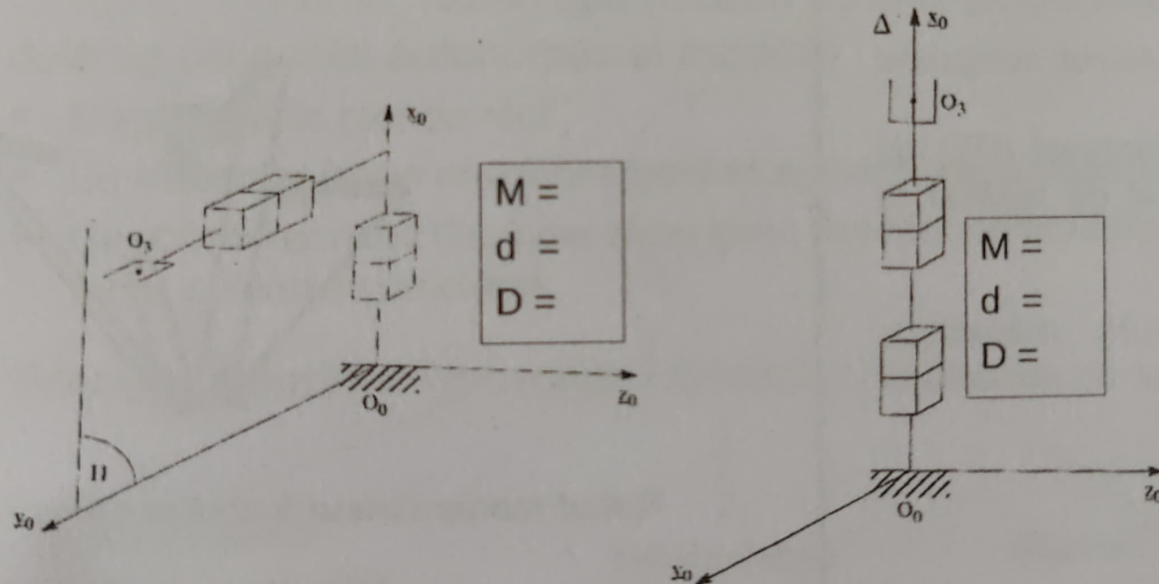 x₀
O₃
M =
d =
D =
O₀
z₀
Π
y₀
Δ
x₀
O₃
M =
d =
D =
O₀
z₀
y₀